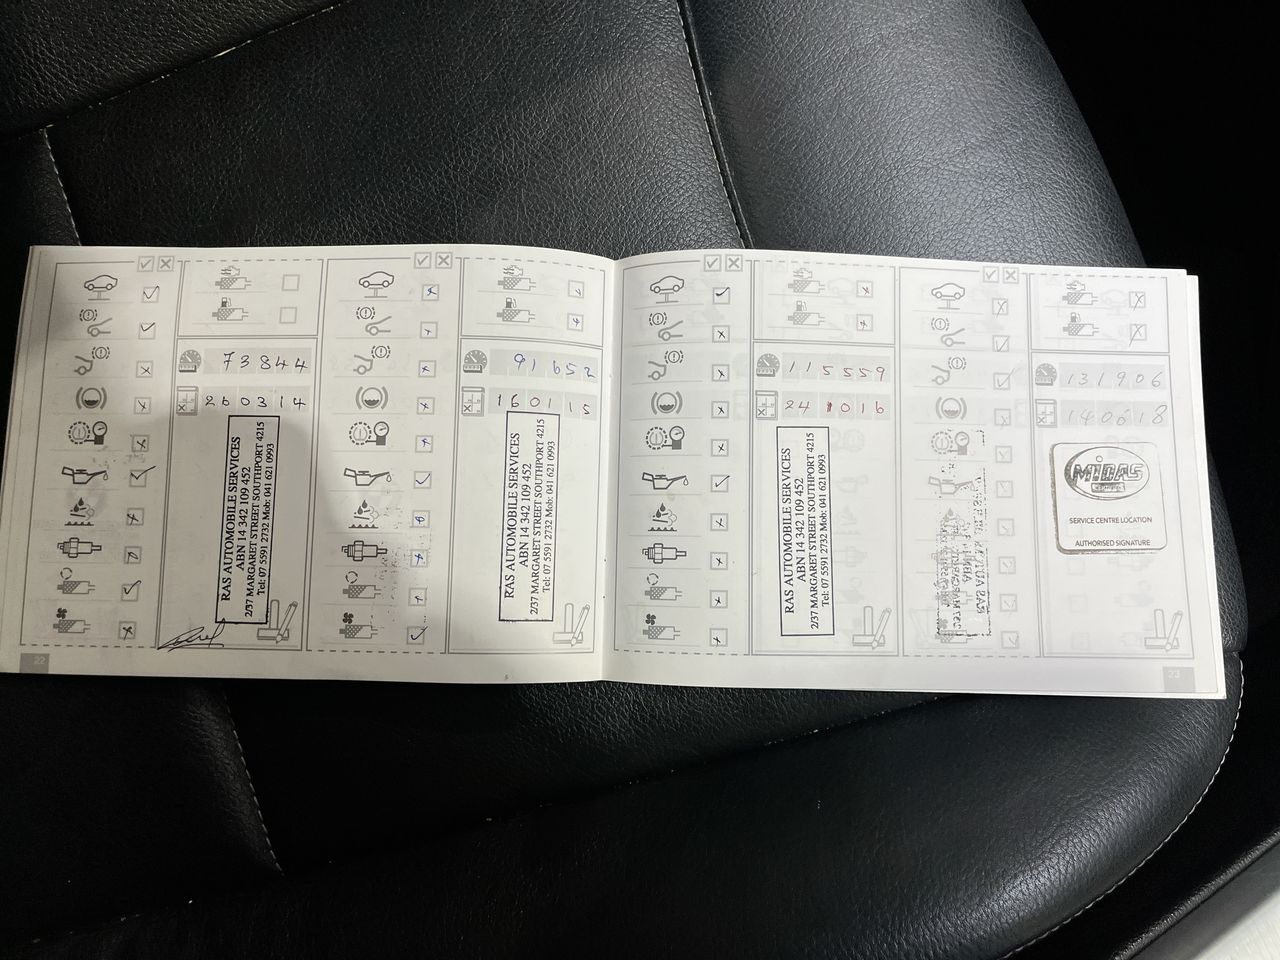 73844
260314
RAS AUTOMOBILE SERVICES
ABN 14 342 109 452
2/37 MARGARET STREET SOUTHPORT 4215
Tel: 07 5591 2732 Mob: 041 621 0993
22
91652
160115
RAS AUTOMOBILE SERVICES
ABN 14 342 109 452
2/37 MARGARET STREET SOUTHPORT 4215
Tel: 07 5591 2732 Mob: 041 621 0993
115559
241016
RAS AUTOMOBILE SERVICES
ABN 14 342 109 452
2/37 MARGARET STREET SOUTHPORT 4215
Tel: 07 5591 2732 Mob: 041 621 0993
131906
140618
MIDAS
SERVICE CENTRE LOCATION
AUTHORISED SIGNATURE
23